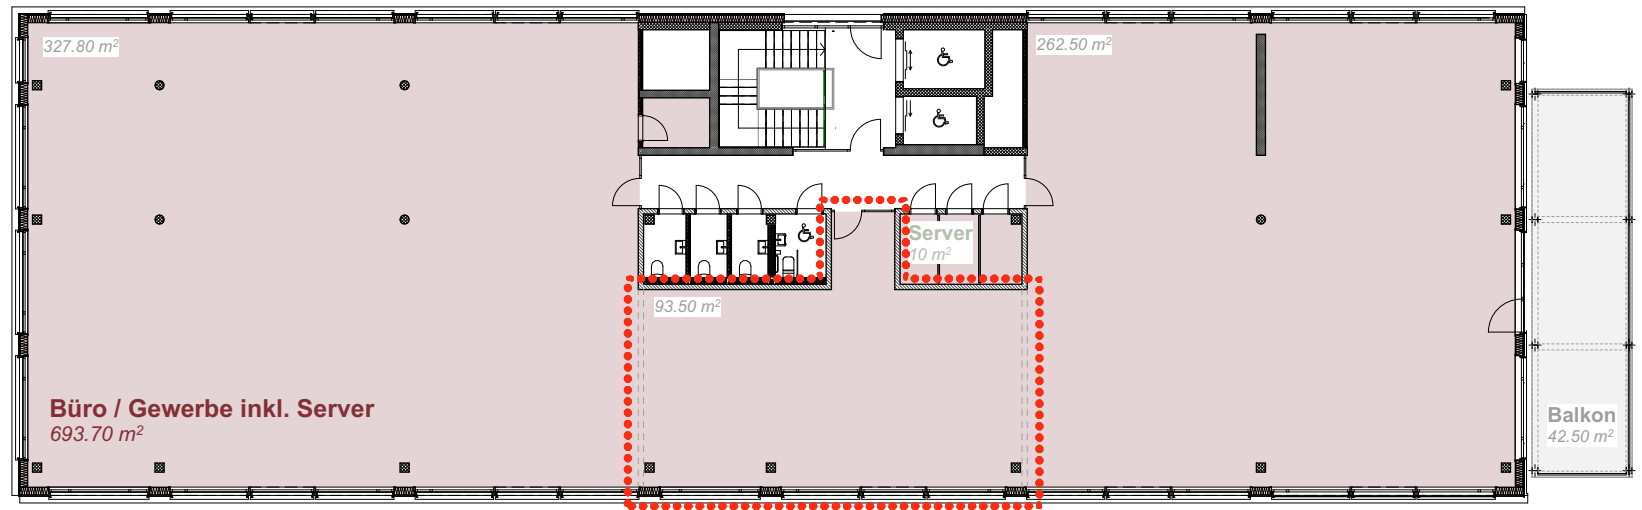 327.80 m²
262.50 m²
Server
10 m²
93.50 m²
Büro / Gewerbe inkl. Server
693.70 m²
Balkon
42.50 m²